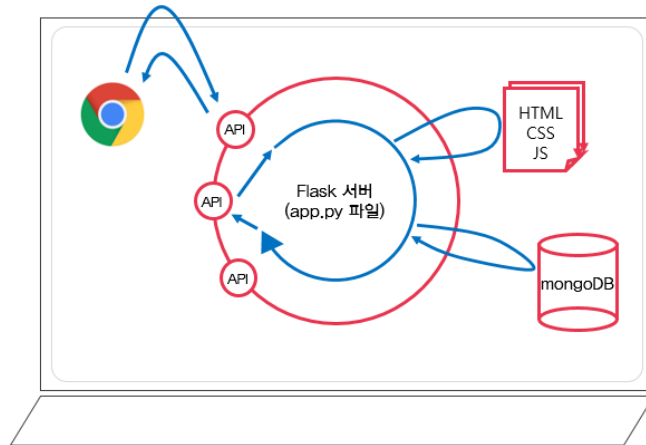 API
HTML
CSS
JS
API
Flask 서버
(app.py 파일)
API
mongoDB